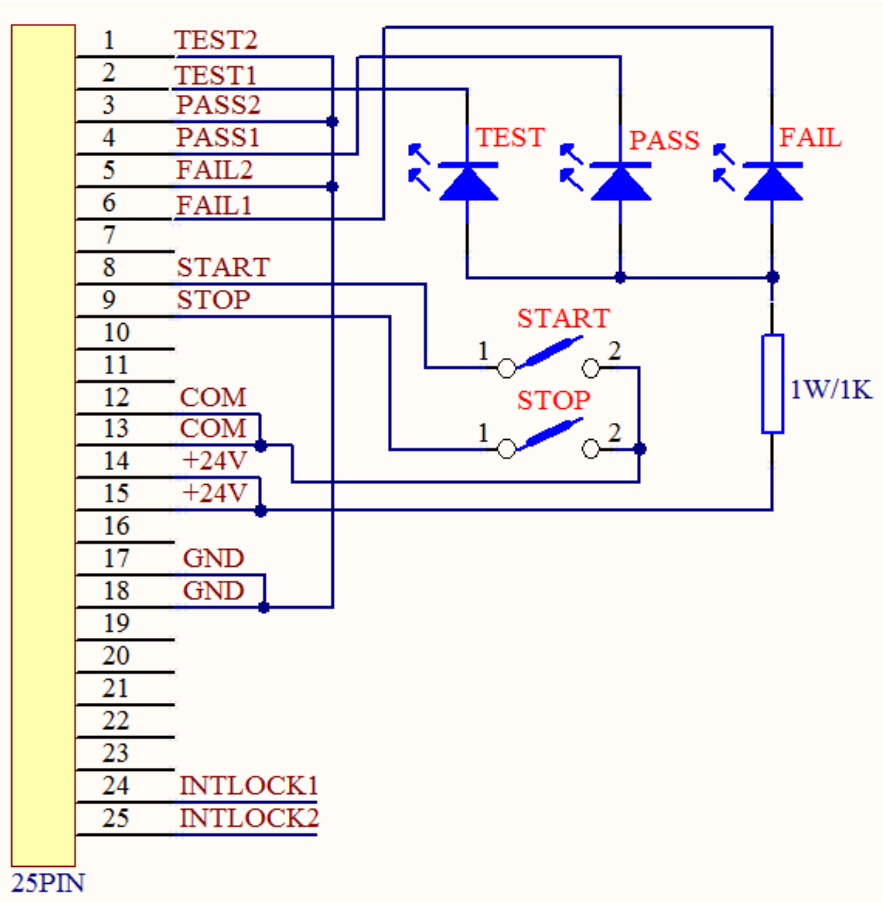 1 TEST2
2 TEST1
3 PASS2
4 PASS1
5 FAIL2
6 FAIL1
7
8 START
9 STOP
10
11
12 COM
13 COM
14 +24V
15 +24V
16
17 GND
18 GND
19
20
21
22
23
24 INTLOCK1
25 INTLOCK2
25PIN
TEST PASS FAIL
START
1 2
STOP
1 2
1W/1K